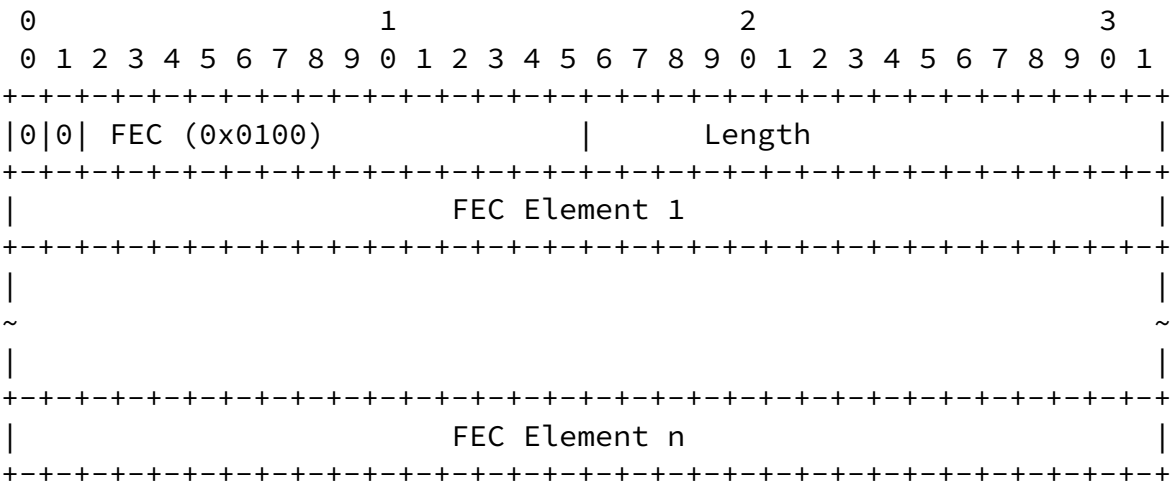 0                   1                   2                   3
 0 1 2 3 4 5 6 7 8 9 0 1 2 3 4 5 6 7 8 9 0 1 2 3 4 5 6 7 8 9 0 1
+-+-+-+-+-+-+-+-+-+-+-+-+-+-+-+-+-+-+-+-+-+-+-+-+-+-+-+-+-+-+-+-+
|0|0| FEC (0x0100)              |      Length                   |
+-+-+-+-+-+-+-+-+-+-+-+-+-+-+-+-+-+-+-+-+-+-+-+-+-+-+-+-+-+-+-+-+
|                        FEC Element 1                          |
+-+-+-+-+-+-+-+-+-+-+-+-+-+-+-+-+-+-+-+-+-+-+-+-+-+-+-+-+-+-+-+-+
|                                                               |
~                                                               ~
|                                                               |
+-+-+-+-+-+-+-+-+-+-+-+-+-+-+-+-+-+-+-+-+-+-+-+-+-+-+-+-+-+-+-+-+
|                        FEC Element n                          |
+-+-+-+-+-+-+-+-+-+-+-+-+-+-+-+-+-+-+-+-+-+-+-+-+-+-+-+-+-+-+-+-+